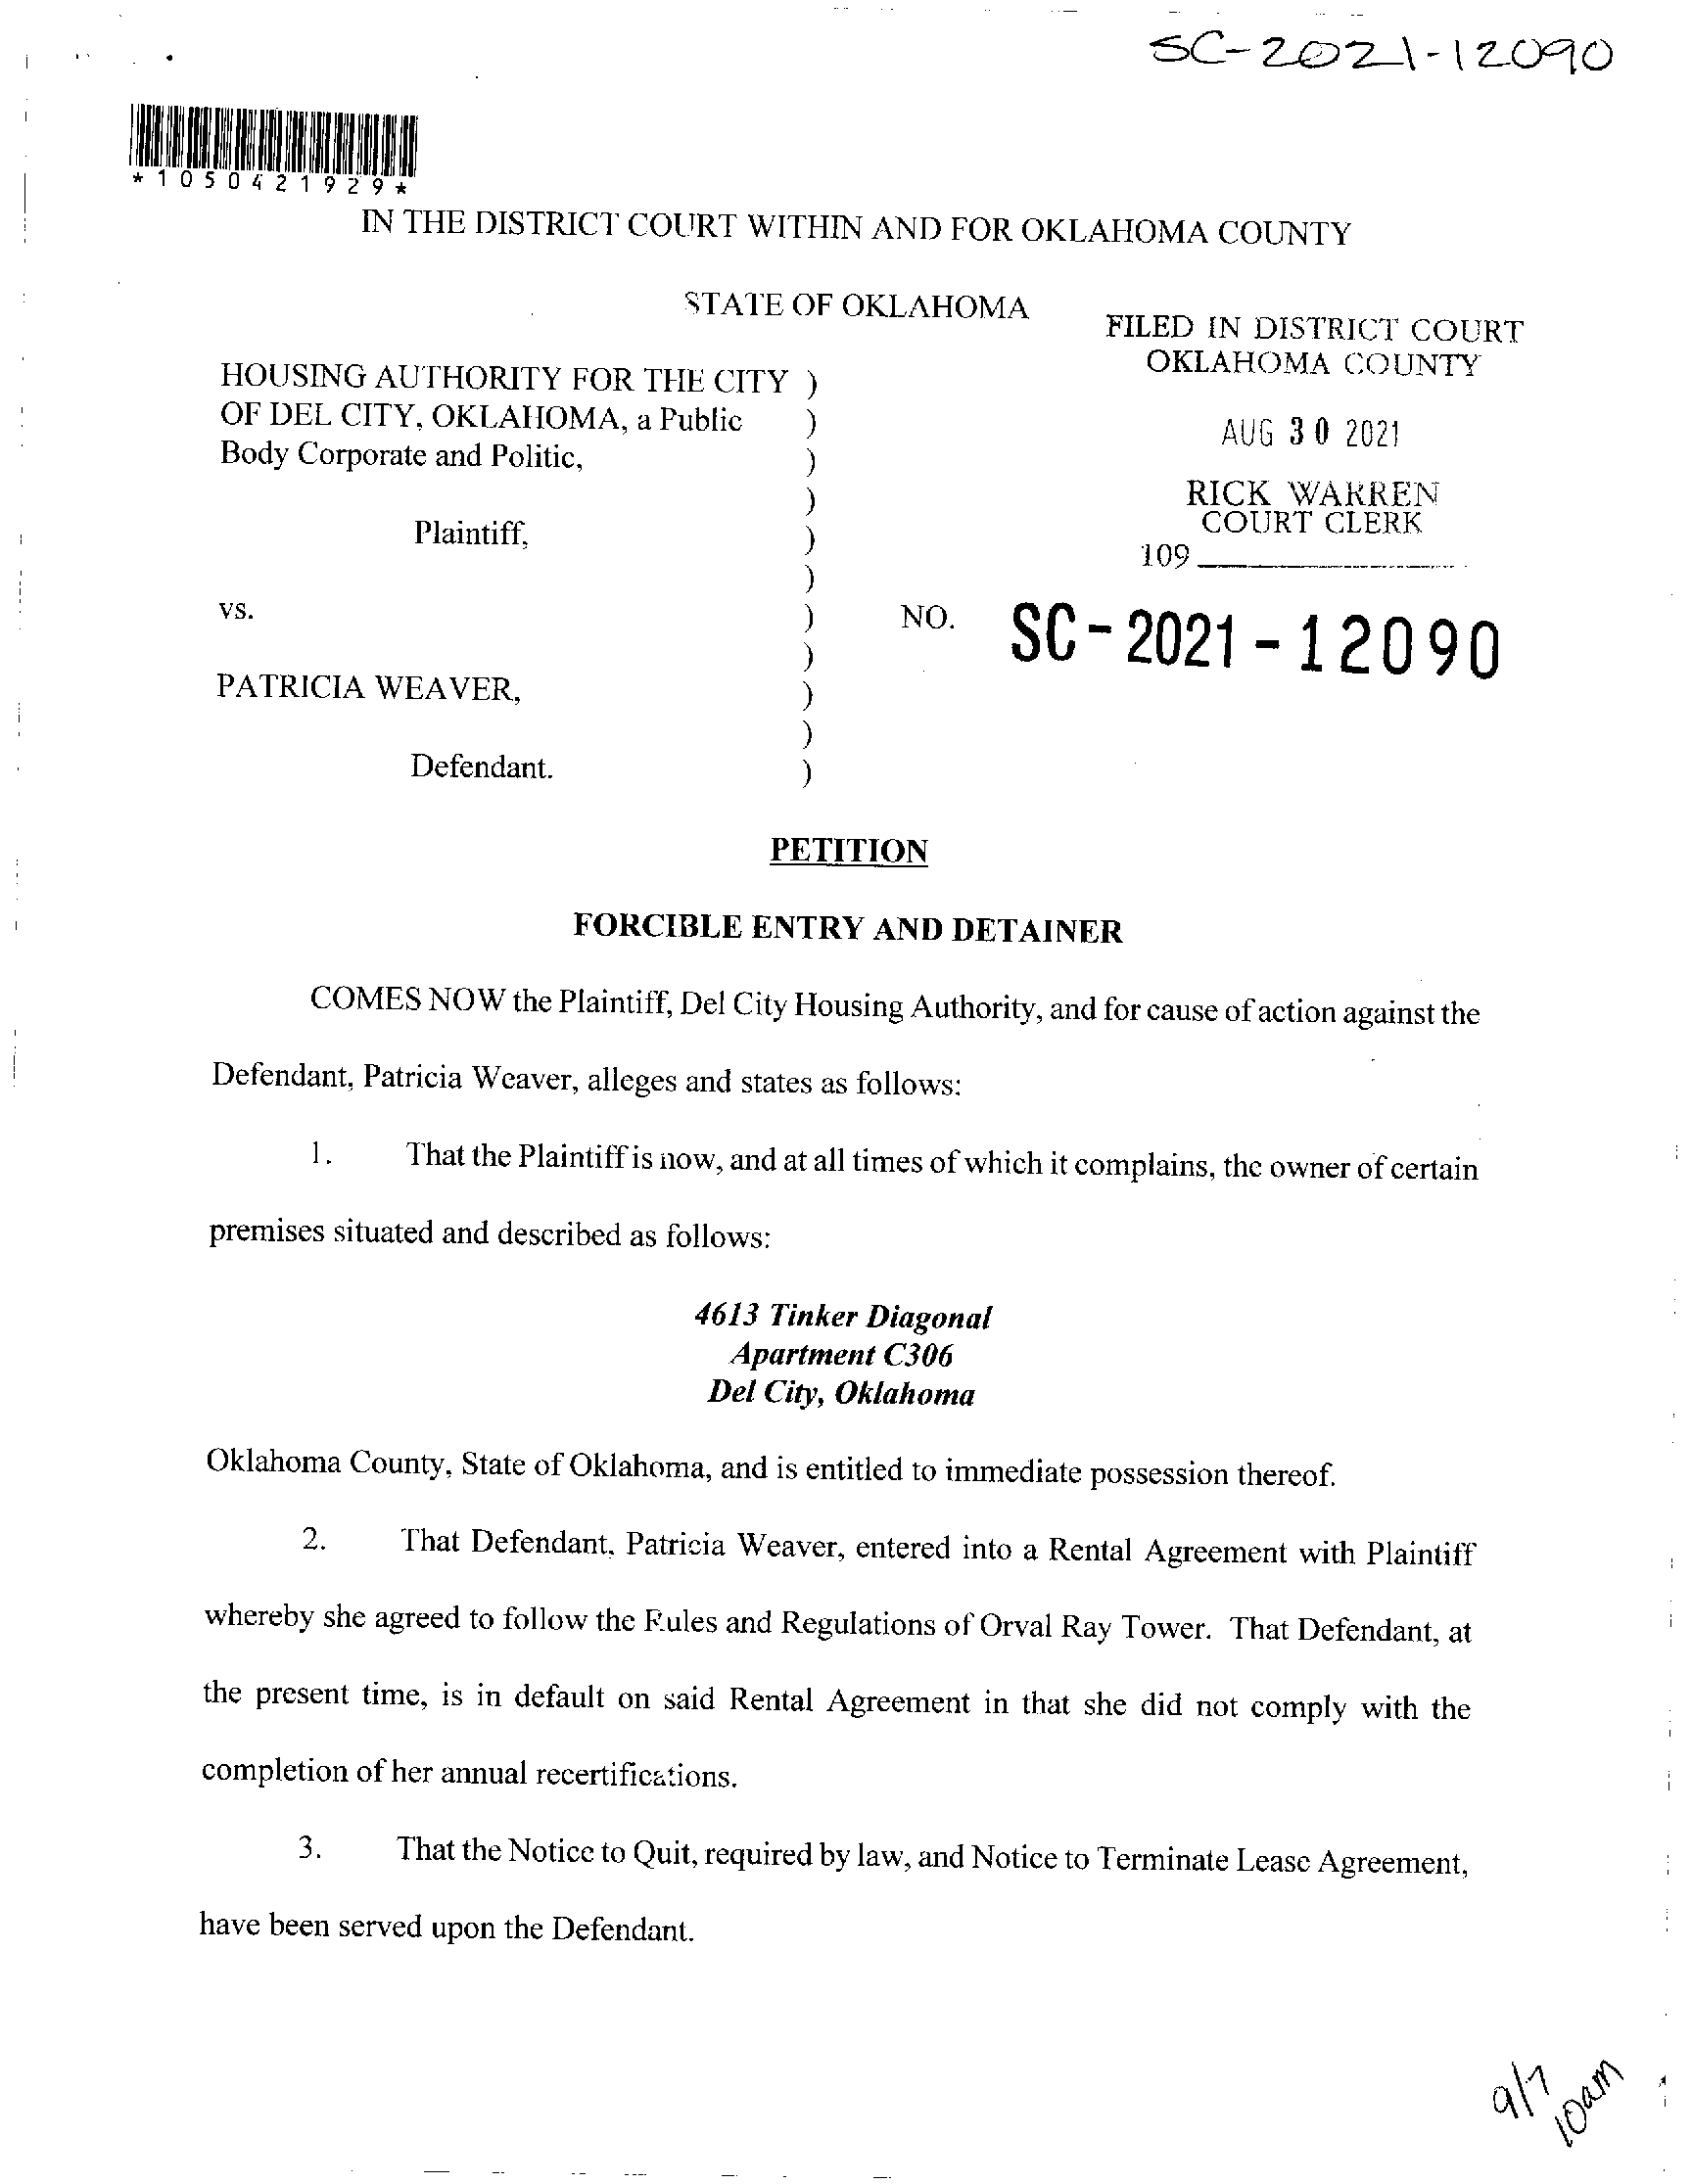 SC-2021-12090
*1050421929*
IN THE DISTRICT COURT WITHIN AND FOR OKLAHOMA COUNTY
STATE OF OKLAHOMA
FILED IN DISTRICT COURT
OKLAHOMA COUNTY
AUG 30 2021
RICK WARREN
COURT CLERK
109
HOUSING AUTHORITY FOR THE CITY )
OF DEL CITY, OKLAHOMA, a Public )
Body Corporate and Politic, )
)
Plaintiff, )
)
vs. ) NO. SC-2021-12090
)
PATRICIA WEAVER, )
)
Defendant. )
PETITION
FORCIBLE ENTRY AND DETAINER
COMES NOW the Plaintiff, Del City Housing Authority, and for cause of action against the
Defendant, Patricia Weaver, alleges and states as follows:
1. That the Plaintiff is now, and at all times of which it complains, the owner of certain
premises situated and described as follows:
4613 Tinker Diagonal
Apartment C306
Del City, Oklahoma
Oklahoma County, State of Oklahoma, and is entitled to immediate possession thereof.
2. That Defendant, Patricia Weaver, entered into a Rental Agreement with Plaintiff
whereby she agreed to follow the Rules and Regulations of Orval Ray Tower. That Defendant, at
the present time, is in default on said Rental Agreement in that she did not comply with the
completion of her annual recertifications.
3. That the Notice to Quit, required by law, and Notice to Terminate Lease Agreement,
have been served upon the Defendant.
9/7
10am